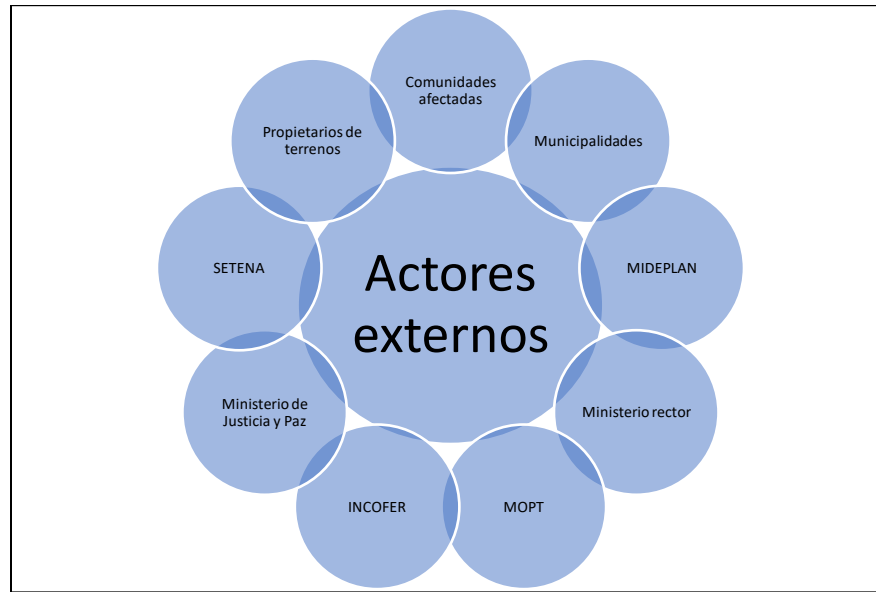 Comunidades
afectadas
Propietarios de
terrenos
Municipalidades
SETENA
MIDEPLAN
Actores
externos
Ministerio de
Justicia y Paz
Ministerio rector
INCOFER
MOPT